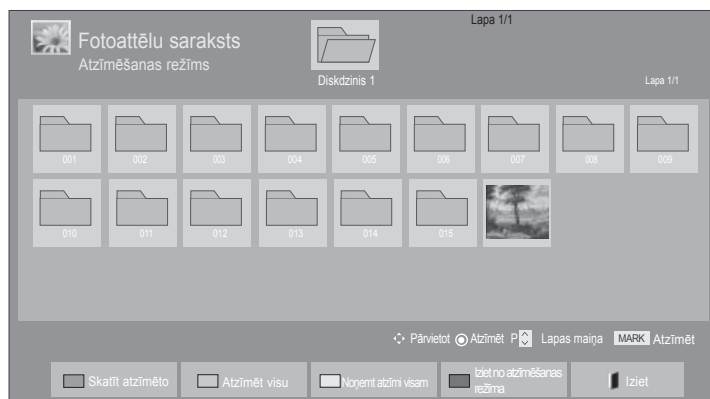 Lapa 1/1
Fotoattēlu saraksts
Atzīmēšanas režīms
Diskdzinis 1
Lapa 1/1
001 002 003 004 005 006 007 008 009
010 011 012 013 014 015
Pārvietot Atzīmēt P Lapas maiņa MARK Atzīmēt
Skatīt atzīmēto Atzīmēt visu Noņemt atzīmi visam Iziet no atzīmēšanas
režīma Iziet